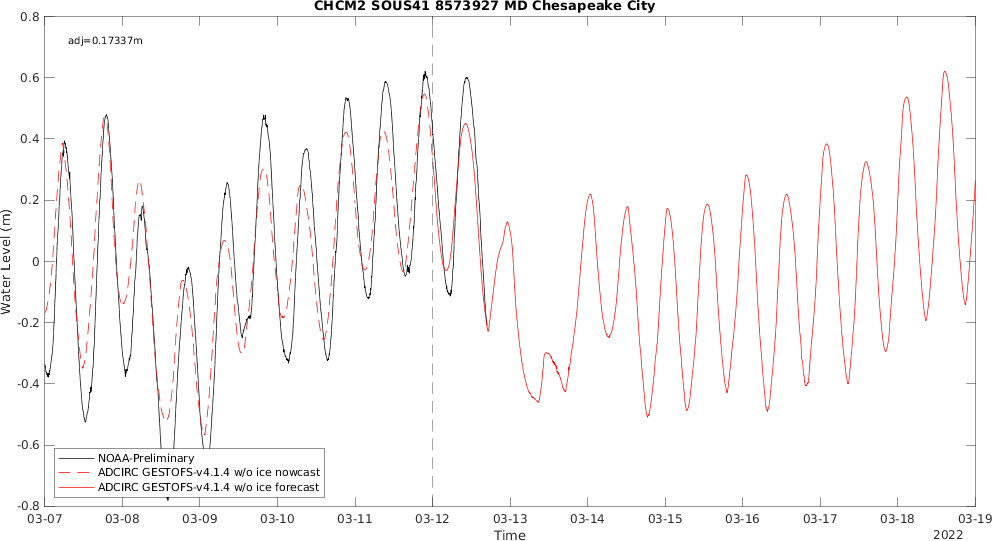 CHCM2 SOUS41 8573927 MD Chesapeake City
adj=0.17337m
0.8
0.6
0.4
0.2
0
-0.2
-0.4
-0.6
-0.8
Water Level (m)
NOAA-Preliminary
ADCIRC GESTOFS-v4.1.4 w/o ice nowcast
ADCIRC GESTOFS-v4.1.4 w/o ice forecast
03-07 03-08 03-09 03-10 03-11 03-12 03-13 03-14 03-15 03-16 03-17 03-18 03-19
Time
2022